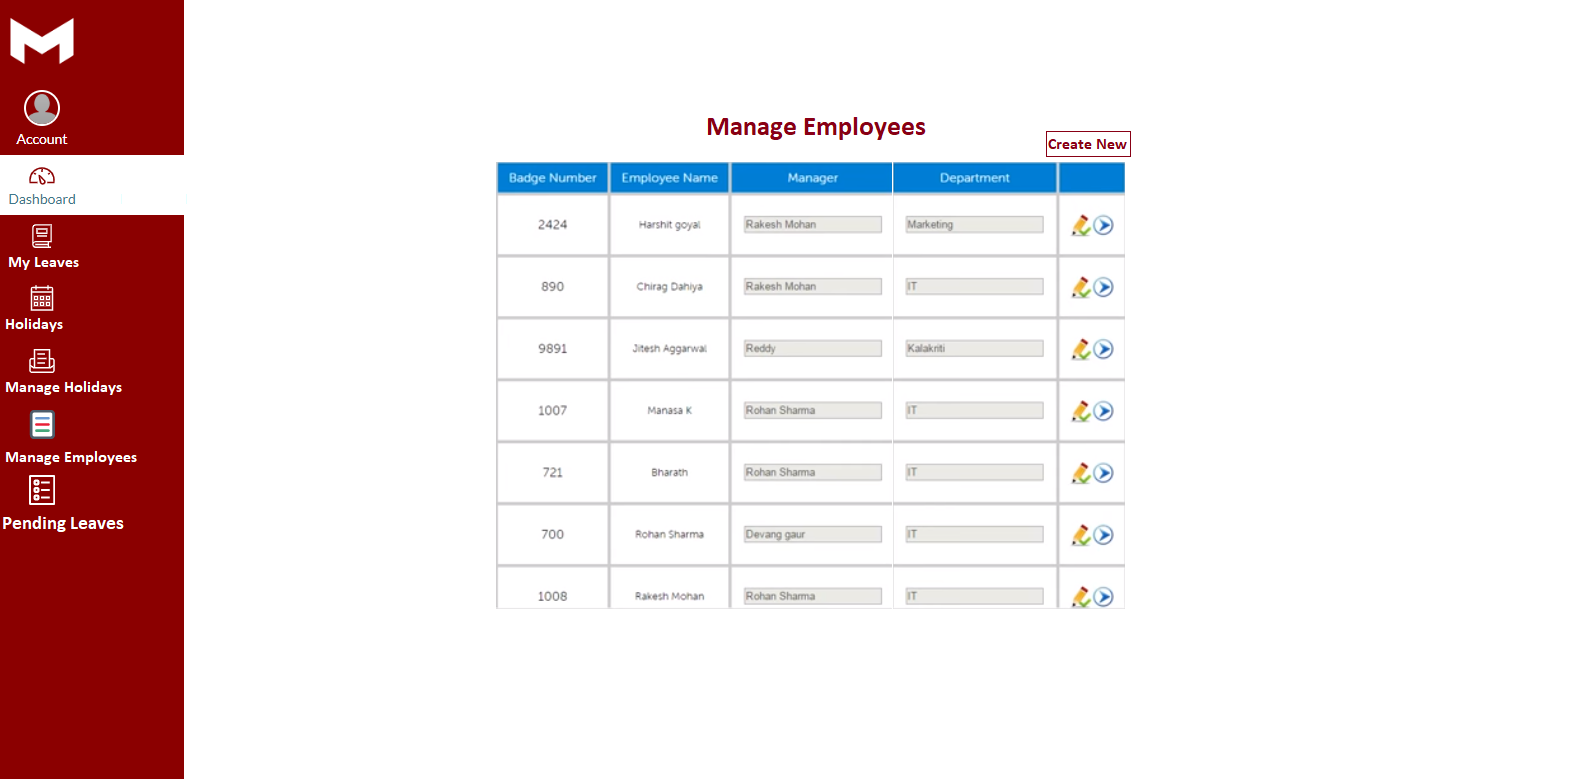 Account
Dashboard
My Leaves
Holidays
Manage Holidays
Manage Employees
Pending Leaves
Manage Employees
Create New
Badge Number Employee Name Manager Department
2424 Harshit goyal Rakesh Mohan Marketing
890 Chirag Dahiya Rakesh Mohan IT
9891 Jitesh Aggarwal Reddy Kalakriti
1007 Manasa K Rohan Sharma IT
721 Bharath Rohan Sharma IT
700 Rohan Sharma Devang gaur IT
1008 Rakesh Mohan Rohan Sharma IT